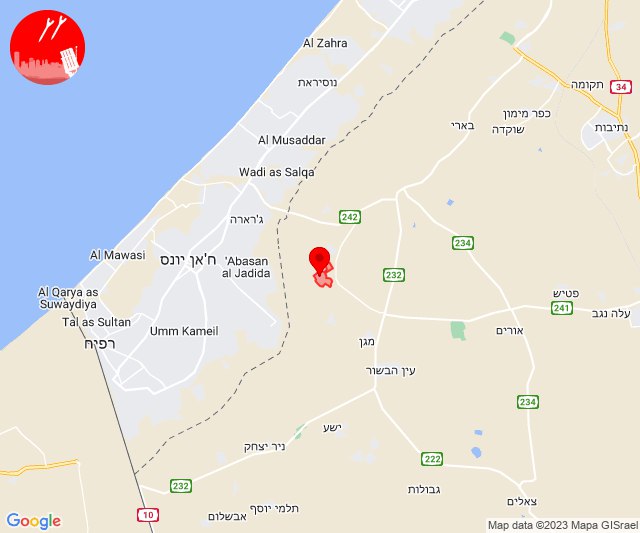 Al Zahra
נוסיראת
תקומה
34
כפר מימון
שוקדה
בארי
נתיבות
Al Musaddar
Wadi as Salqa
ג'רארה
242
234
Al Mawasi
ח'אן יונס
'Abasan
al Jadida
232
Al Qarya as
Suwaydiya
Tal as Sultan
רפיח
Umm Kameil
פטיש
241
עלה נגב
אורים
מגן
עין הבשור
234
ישע
ניר יצחק
222
232
גבולות
צאלים
10
אבשלום
תלמי יוסף
Google
Map data ©2023 Mapa GISrael